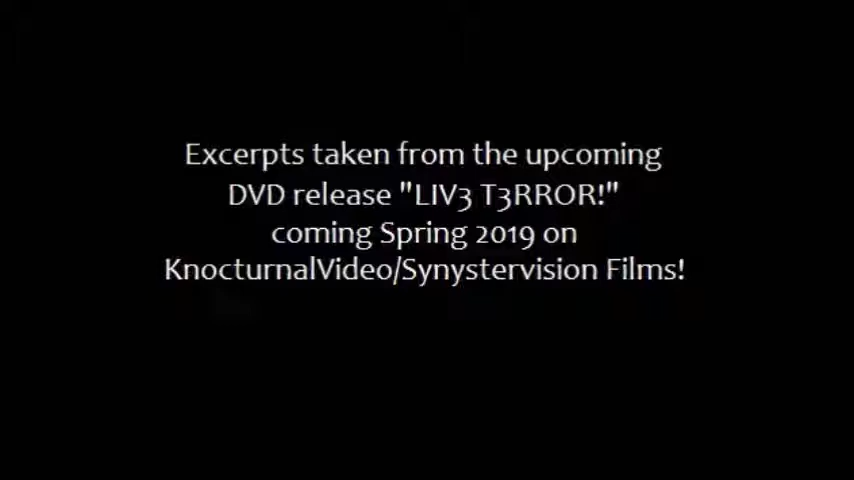 Excerpts taken from the upcoming
DVD release "LIV3 T3RROR!"
coming Spring 2019 on
KnocturnalVideo/Synystervision Films!